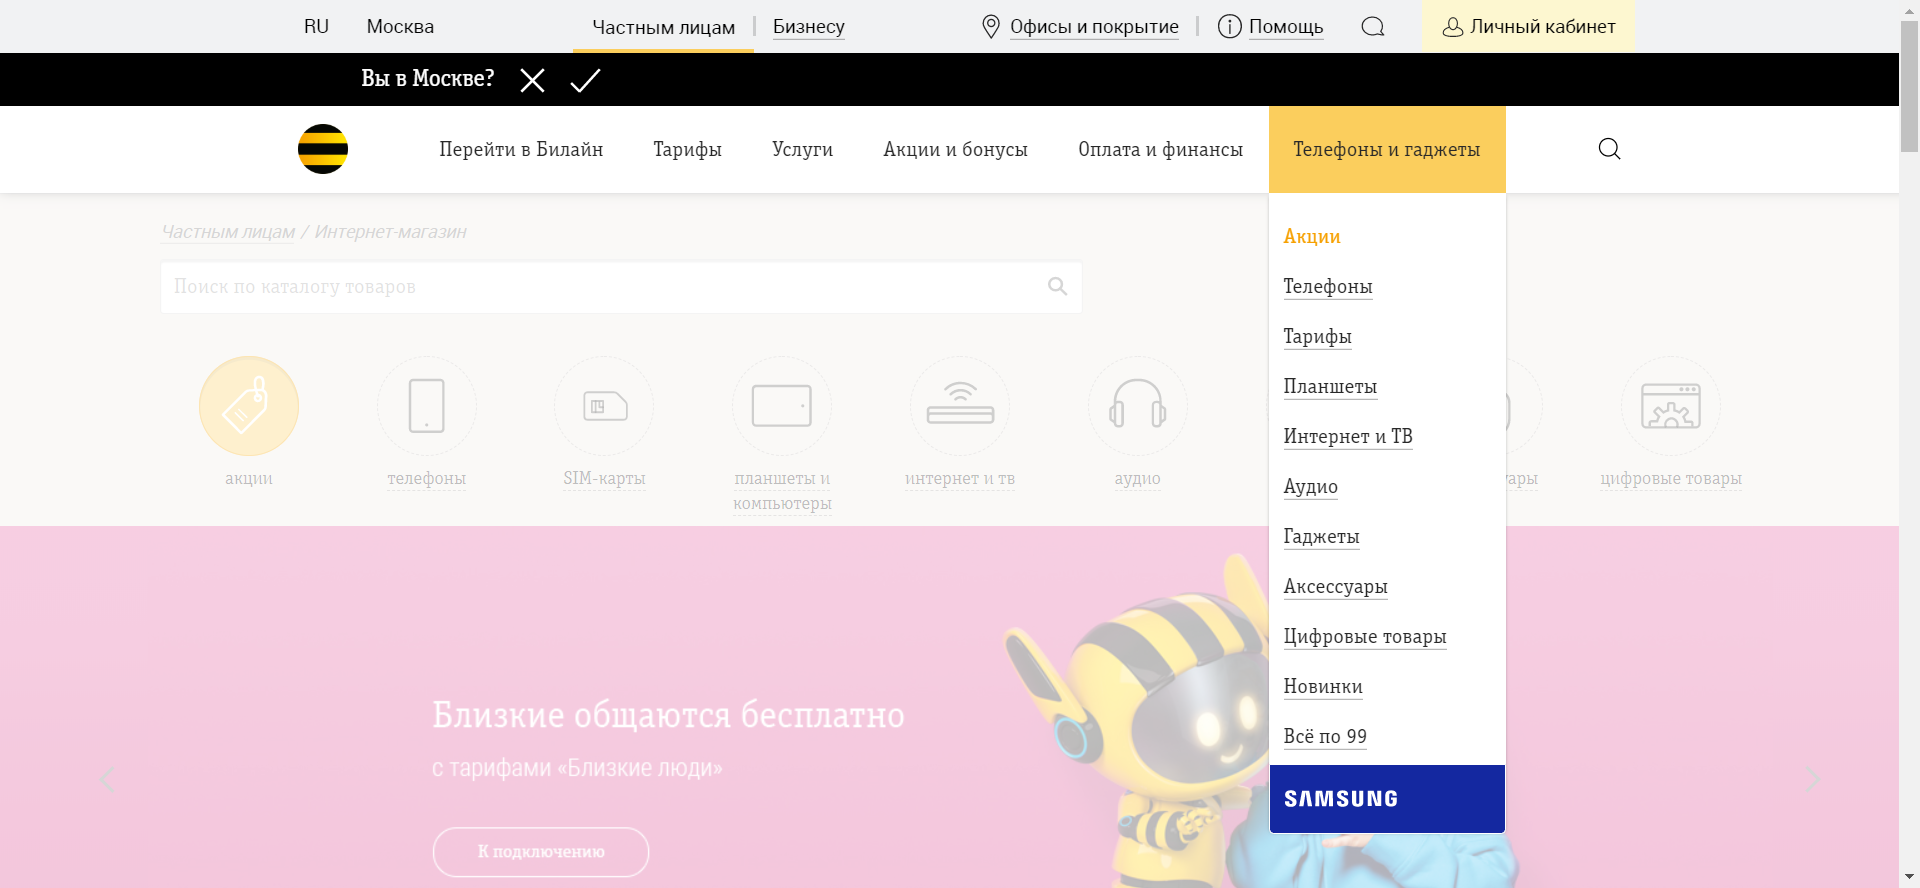 RU Москва Частным лицам Бизнесу Офисы и покрытие Помощь Личный кабинет
Вы в Москве?
Перейти в Билайн Тарифы Услуги Акции и бонусы Оплата и финансы Телефоны и гаджеты
Частным лицам / Интернет-магазин
Поиск по каталогу товаров
акции телефоны SIM-карты планшеты и компьютеры интернет и тв аудио цифровые товары
Акции
Телефоны
Тарифы
Планшеты
Интернет и ТВ
Аудио
Гаджеты
Аксессуары
Цифровые товары
Новинки
Всё по 99
SAMSUNG
Близкие общаются бесплатно
с тарифами «Близкие люди»
К подключению